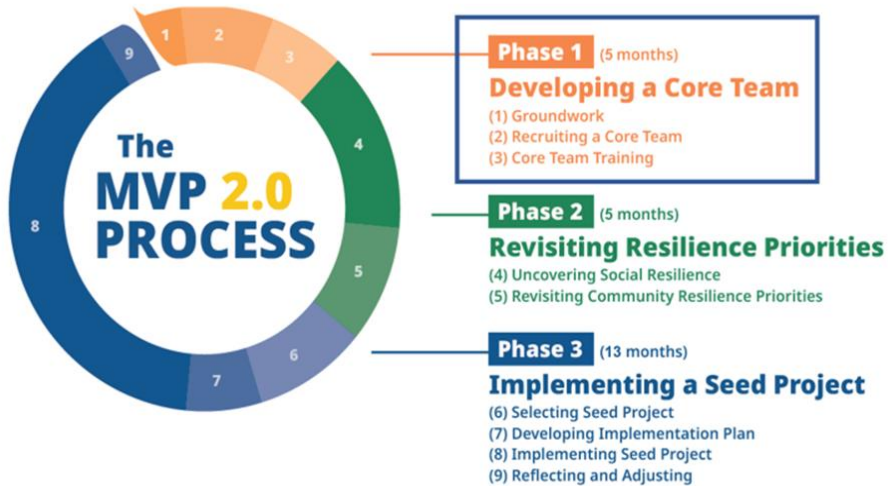 The
MVP 2.0
PROCESS
1
2
3
4
5
6
7
8
9
Phase 1 (5 months)
Developing a Core Team
(1) Groundwork
(2) Recruiting a Core Team
(3) Core Team Training
Phase 2 (5 months)
Revisiting Resilience Priorities
(4) Uncovering Social Resilience
(5) Revisiting Community Resilience Priorities
Phase 3 (13 months)
Implementing a Seed Project
(6) Selecting Seed Project
(7) Developing Implementation Plan
(8) Implementing Seed Project
(9) Reflecting and Adjusting